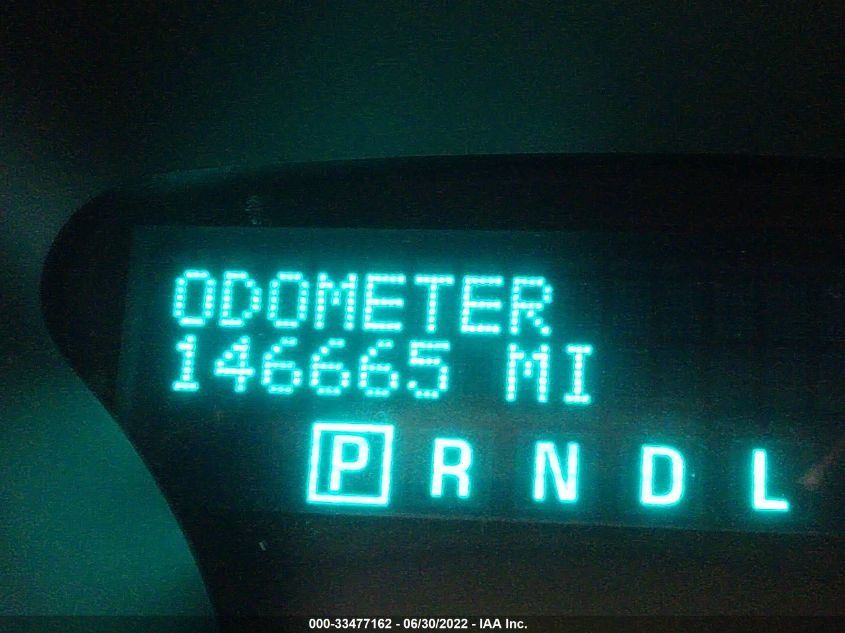 ODOMETER
146665 MI
P R N D L
000-33477162 - 06/30/2022 - IAA Inc.